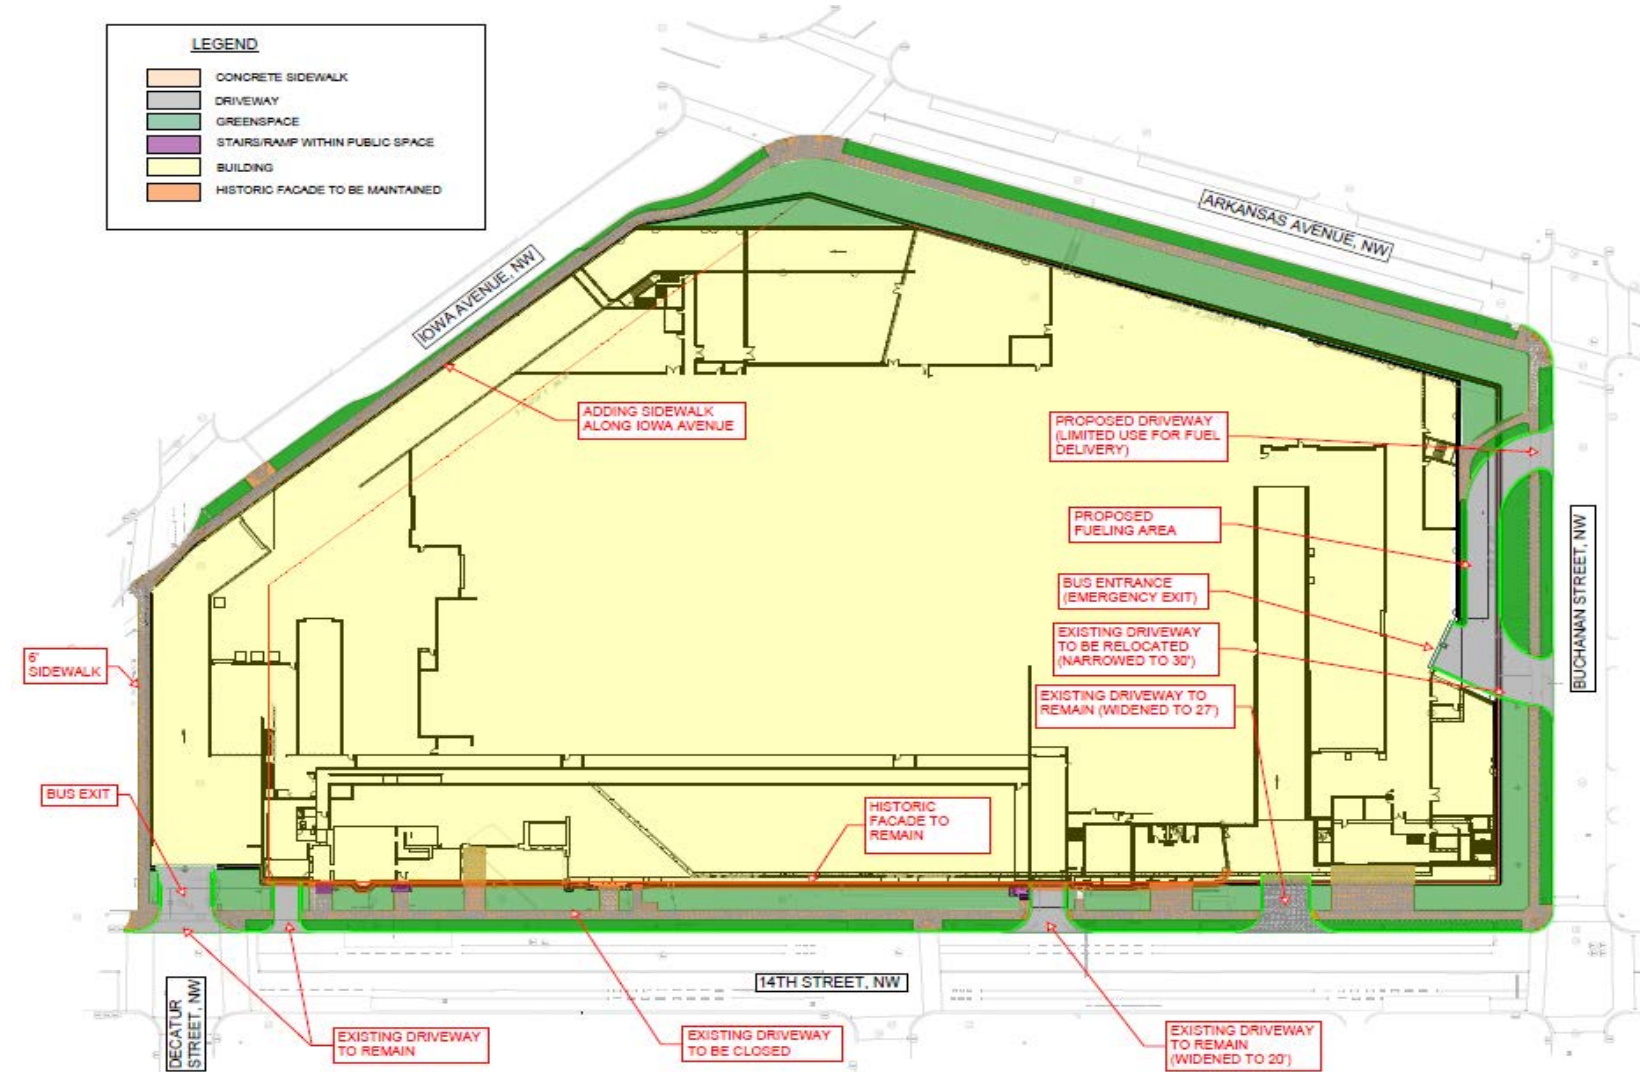 LEGEND
CONCRETE SIDEWALK
DRIVEWAY
GREENSPACE
STAIRS/RAMP WITHIN PUBLIC SPACE
BUILDING
HISTORIC FACADE TO BE MAINTAINED
ARKANSAS AVENUE, NW
IOWA AVENUE, NW
ADDING SIDEWALK
ALONG IOWA AVENUE
PROPOSED DRIVEWAY
(LIMITED USE FOR FUEL
DELIVERY)
PROPOSED
FUELING AREA
BUS ENTRANCE
(EMERGENCY EXIT)
EXISTING DRIVEWAY
TO BE RELOCATED
(NARROWED TO 30')
EXISTING DRIVEWAY TO
REMAIN (WIDENED TO 27')
BUCHANAN STREET, NW
6'
SIDEWALK
BUS EXIT
HISTORIC
FACADE TO
REMAIN
14TH STREET, NW
DECATUR
STREET, NW
EXISTING DRIVEWAY
TO REMAIN
EXISTING DRIVEWAY
TO BE CLOSED
EXISTING DRIVEWAY
TO REMAIN
(WIDENED TO 20')